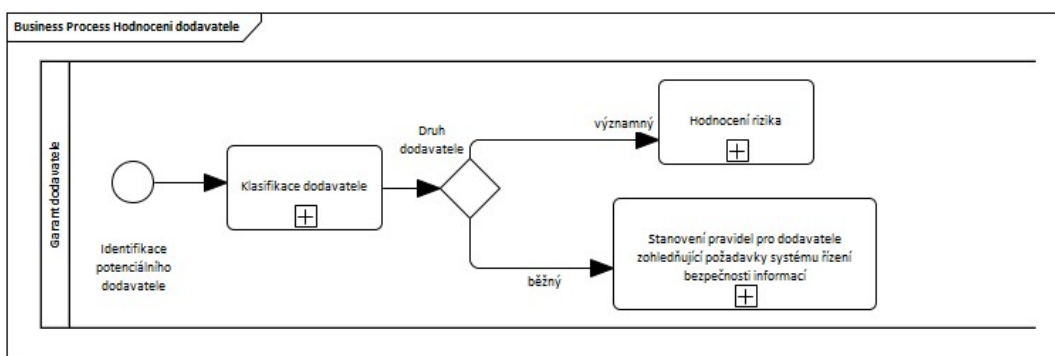 Business Process Hodnoceni dodavatele
Garant dodavatele
Identifikace
potenciálního
dodavatele
Klasifikace dodavatele
Druh
dodavatele
významný
Hodnocení rizika
běžný
Stanovení pravidel pro dodavatele
zohledňující požadavky systému řízení
bezpečnosti informací